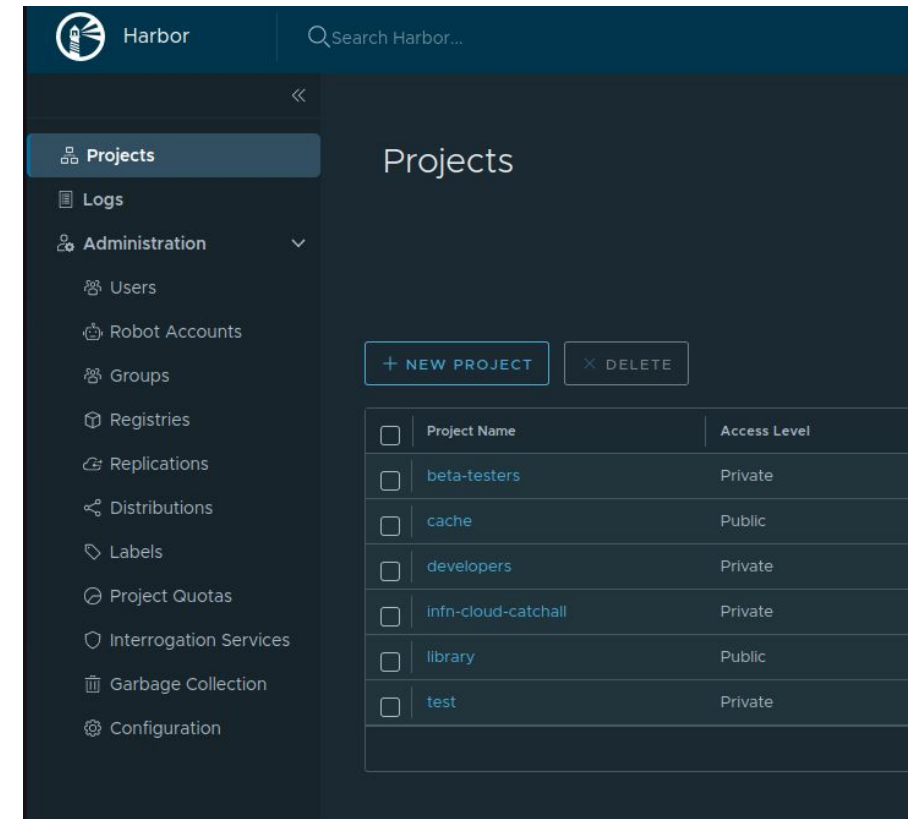 Harbor
Search Harbor...
Projects
Logs
Administration
Users
Robot Accounts
Groups
Registries
Replications
Distributions
Labels
Project Quotas
Interrogation Services
Garbage Collection
Configuration
Projects
+ NEW PROJECT × DELETE
Project Name Access Level
beta-testers Private
cache Public
developers Private
infn-cloud-catchall Private
library Public
test Private